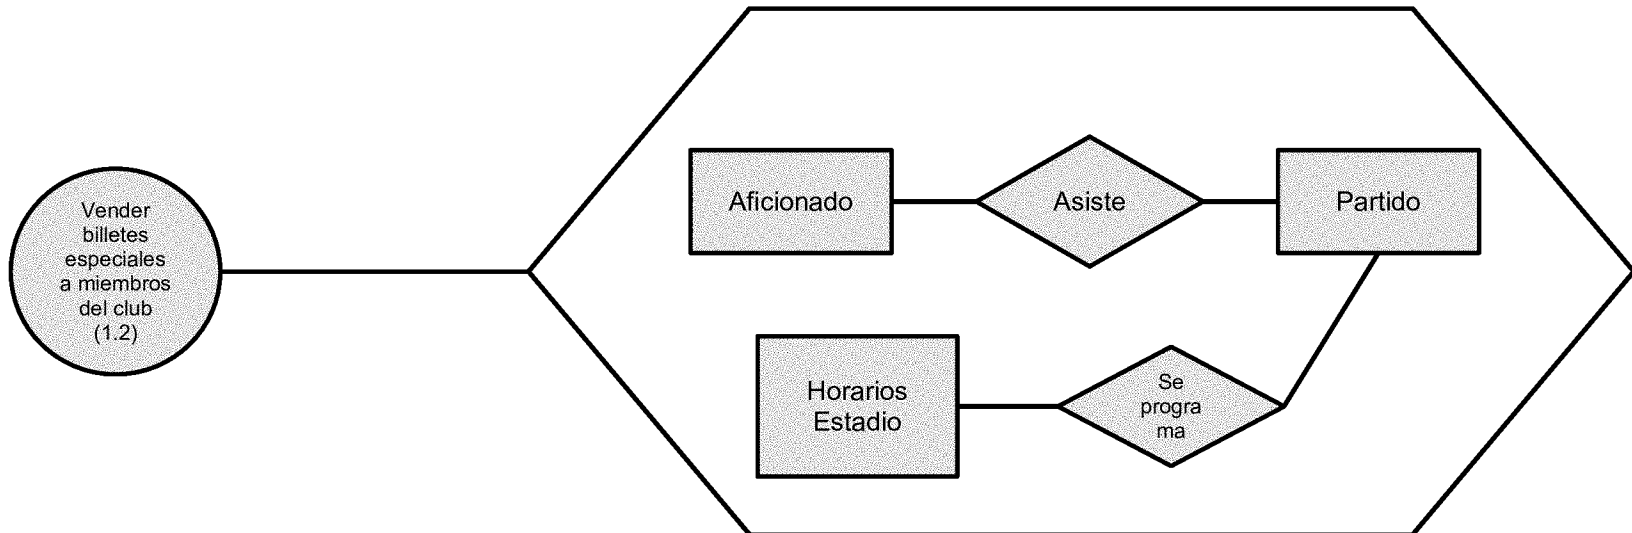 Vender
billetes
especiales
a miembros
del club
(1.2)
Aficionado
Asiste
Partido
Horarios
Estadio
Se
progra
ma